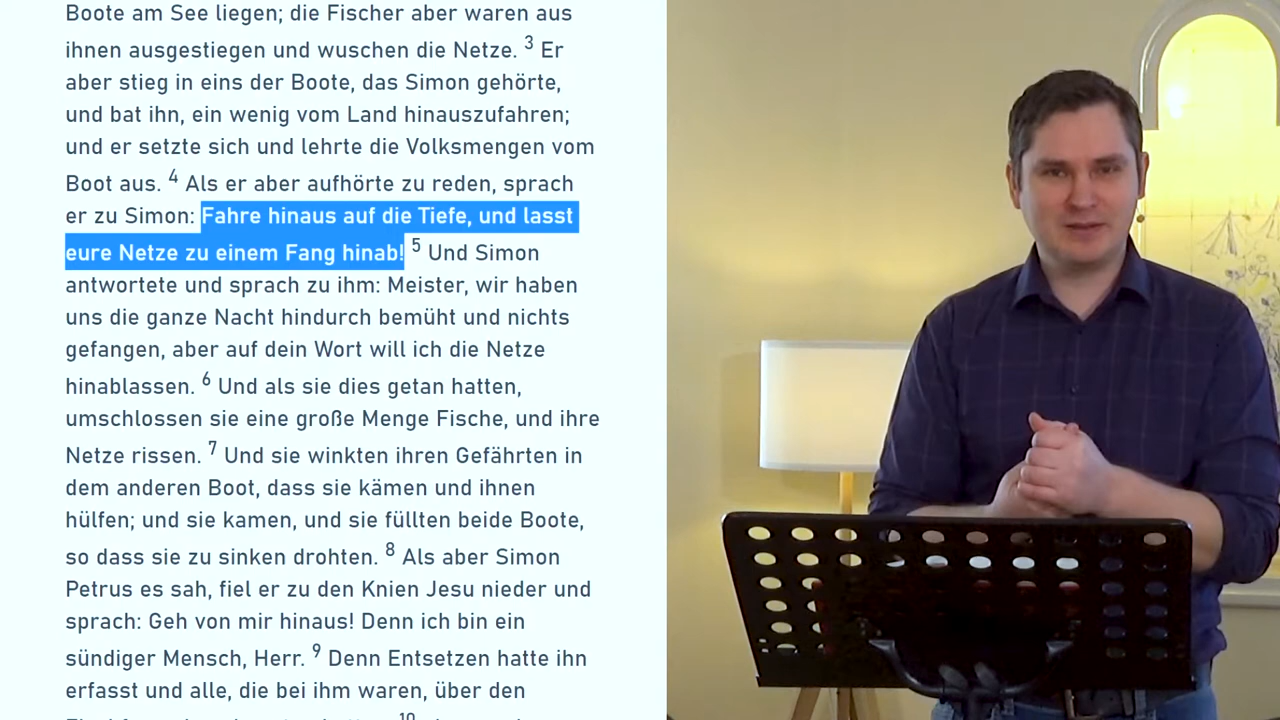 Boote am See liegen; die Fischer aber waren aus
ihnen ausgestiegen und wuschen die Netze. 3 Er
aber stieg in eins der Boote, das Simon gehörte,
und bat ihn, ein wenig vom Land hinauszufahren;
und er setzte sich und lehrte die Volksmengen vom
Boot aus. 4 Als er aber aufhörte zu reden, sprach
er zu Simon: Fahre hinaus auf die Tiefe, und lasst
eure Netze zu einem Fang hinab! 5 Und Simon
antwortete und sprach zu ihm: Meister, wir haben
uns die ganze Nacht hindurch bemüht und nichts
gefangen, aber auf dein Wort will ich die Netze
hinablassen. 6 Und als sie dies getan hatten,
umschlossen sie eine große Menge Fische, und ihre
Netze rissen. 7 Und sie winkten ihren Gefährten in
dem anderen Boot, dass sie kämen und ihnen
hülfen; und sie kamen, und sie füllten beide Boote,
so dass sie zu sinken drohten. 8 Als aber Simon
Petrus es sah, fiel er zu den Knien Jesu nieder und
sprach: Geh von mir hinaus! Denn ich bin ein
sündiger Mensch, Herr. 9 Denn Entsetzen hatte ihn
erfasst und alle, die bei ihm waren, über den
10